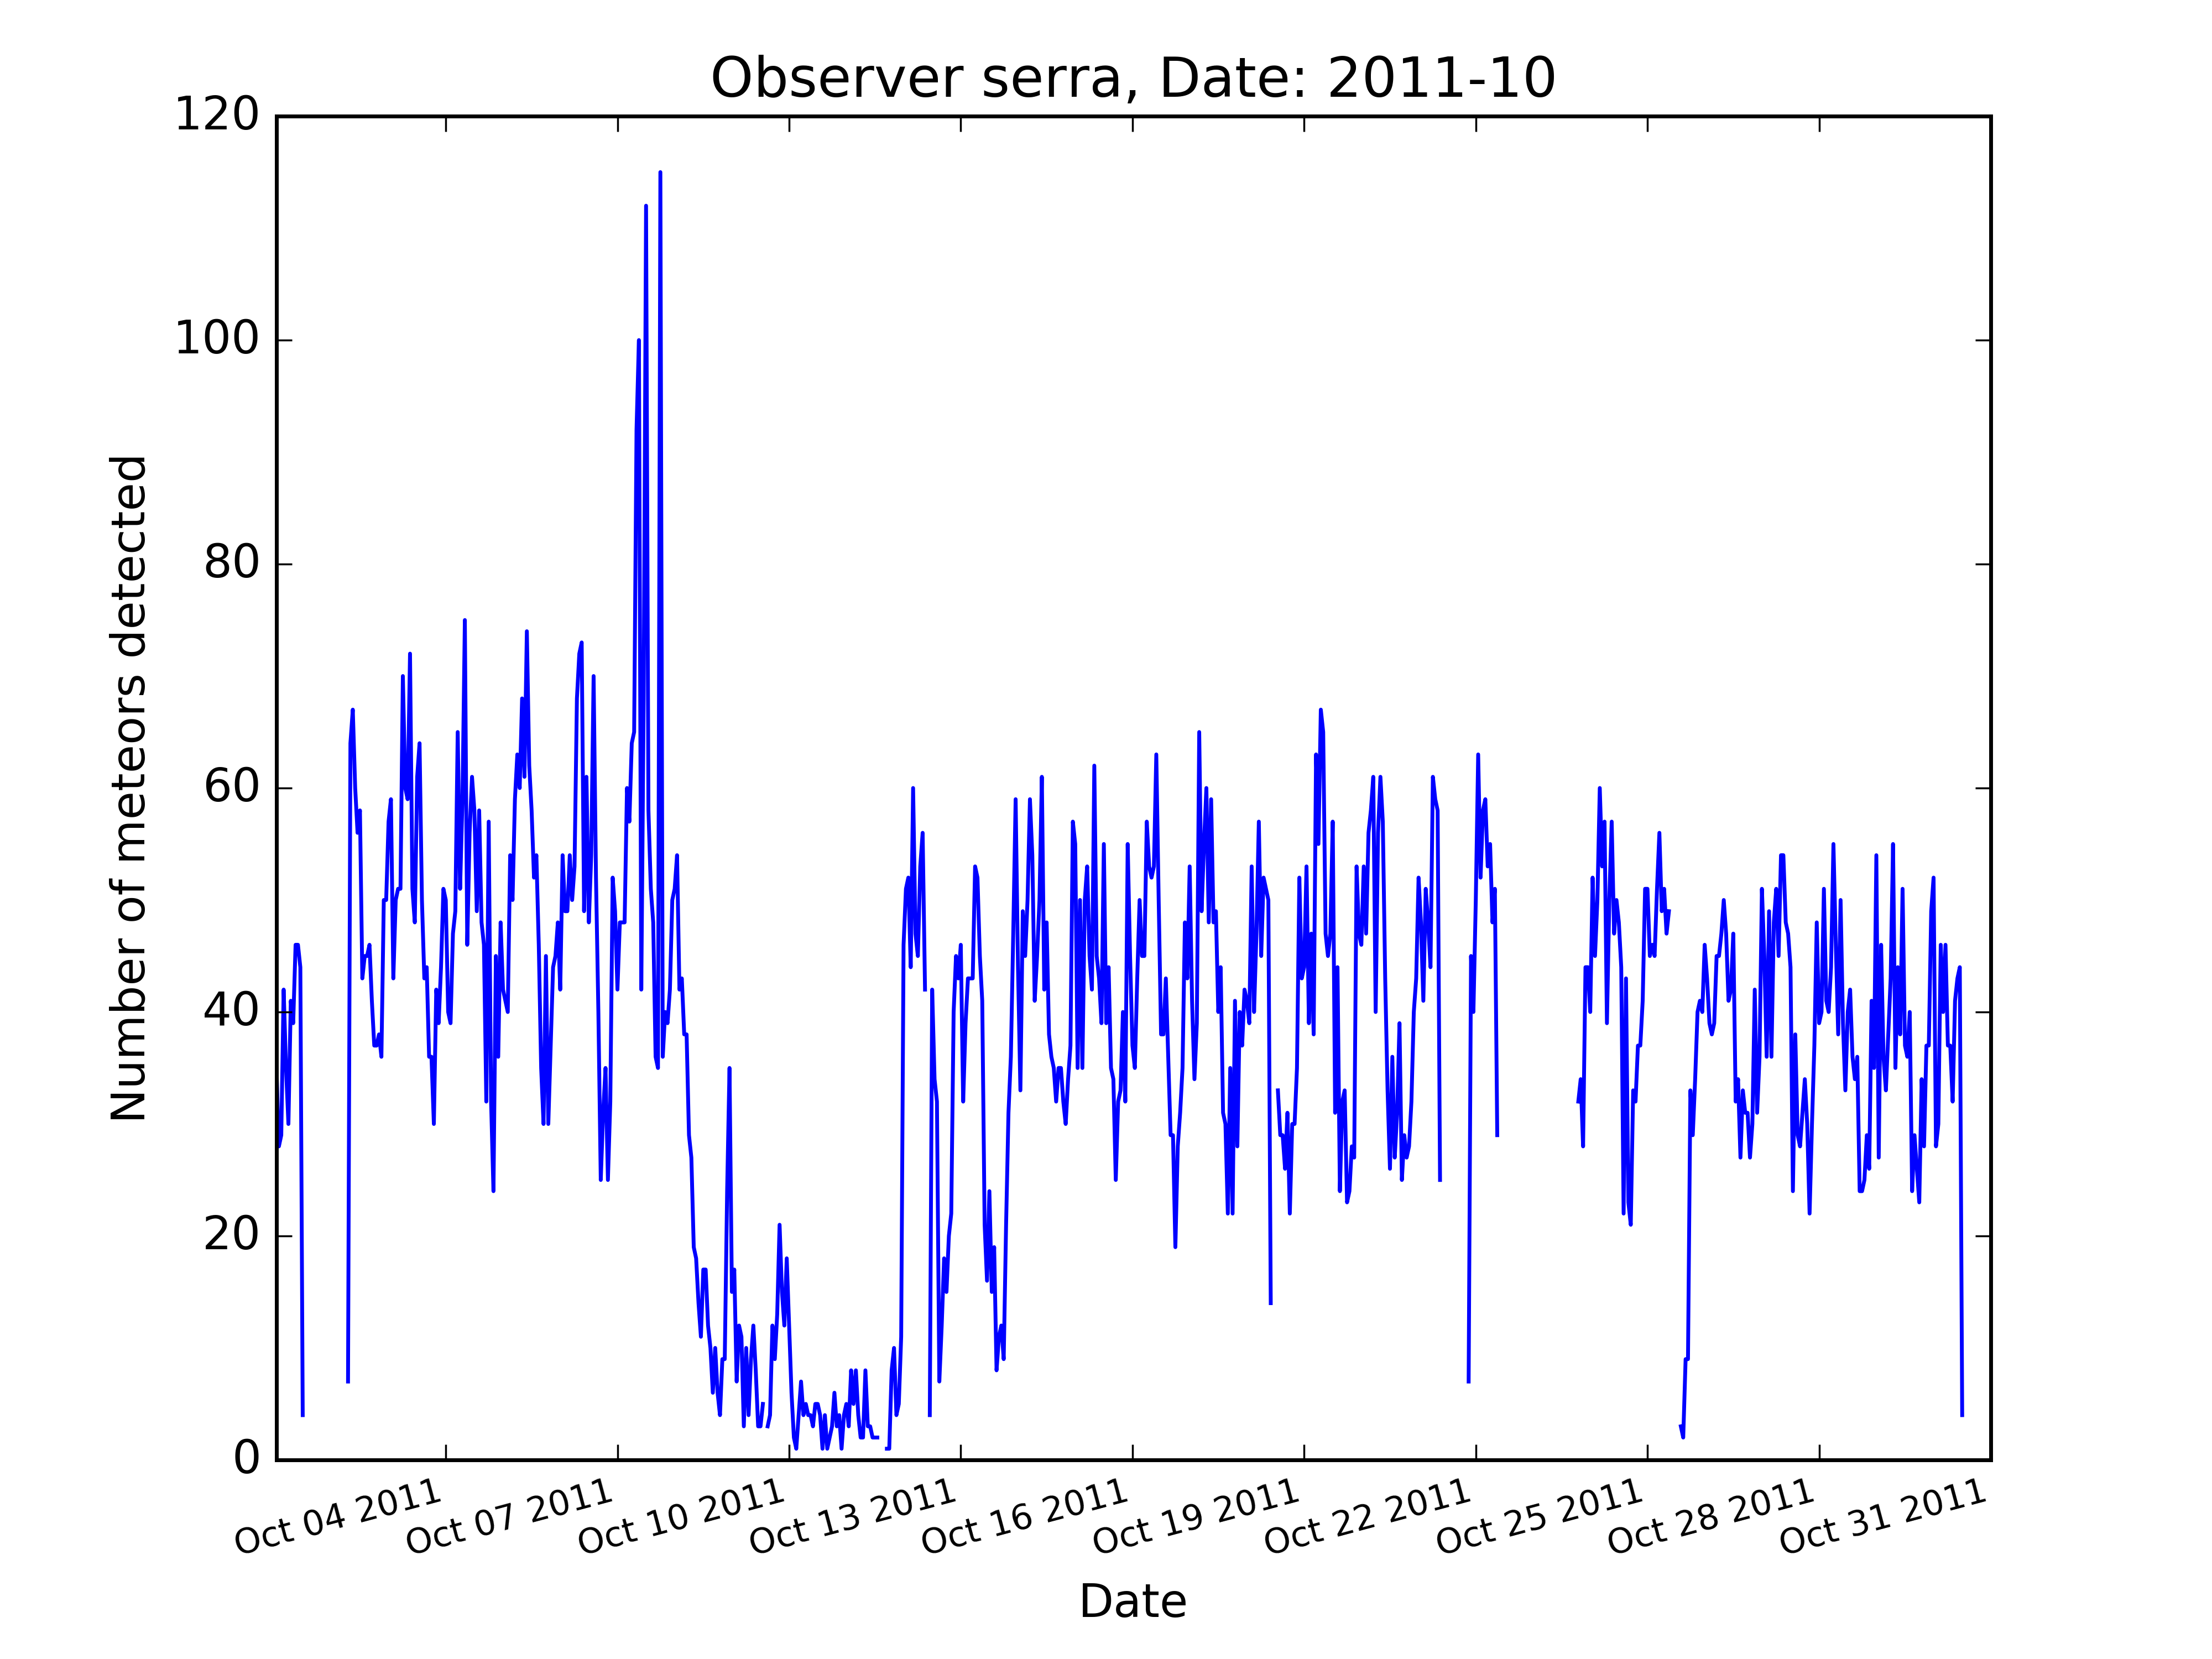 Observer serra, Date: 2011-10
120
100
80
60
40
20
0
Number of meteors detected
Oct 04 2011
Oct 07 2011
Oct 10 2011
Oct 13 2011
Oct 16 2011
Oct 19 2011
Oct 22 2011
Oct 25 2011
Oct 28 2011
Oct 31 2011
Date